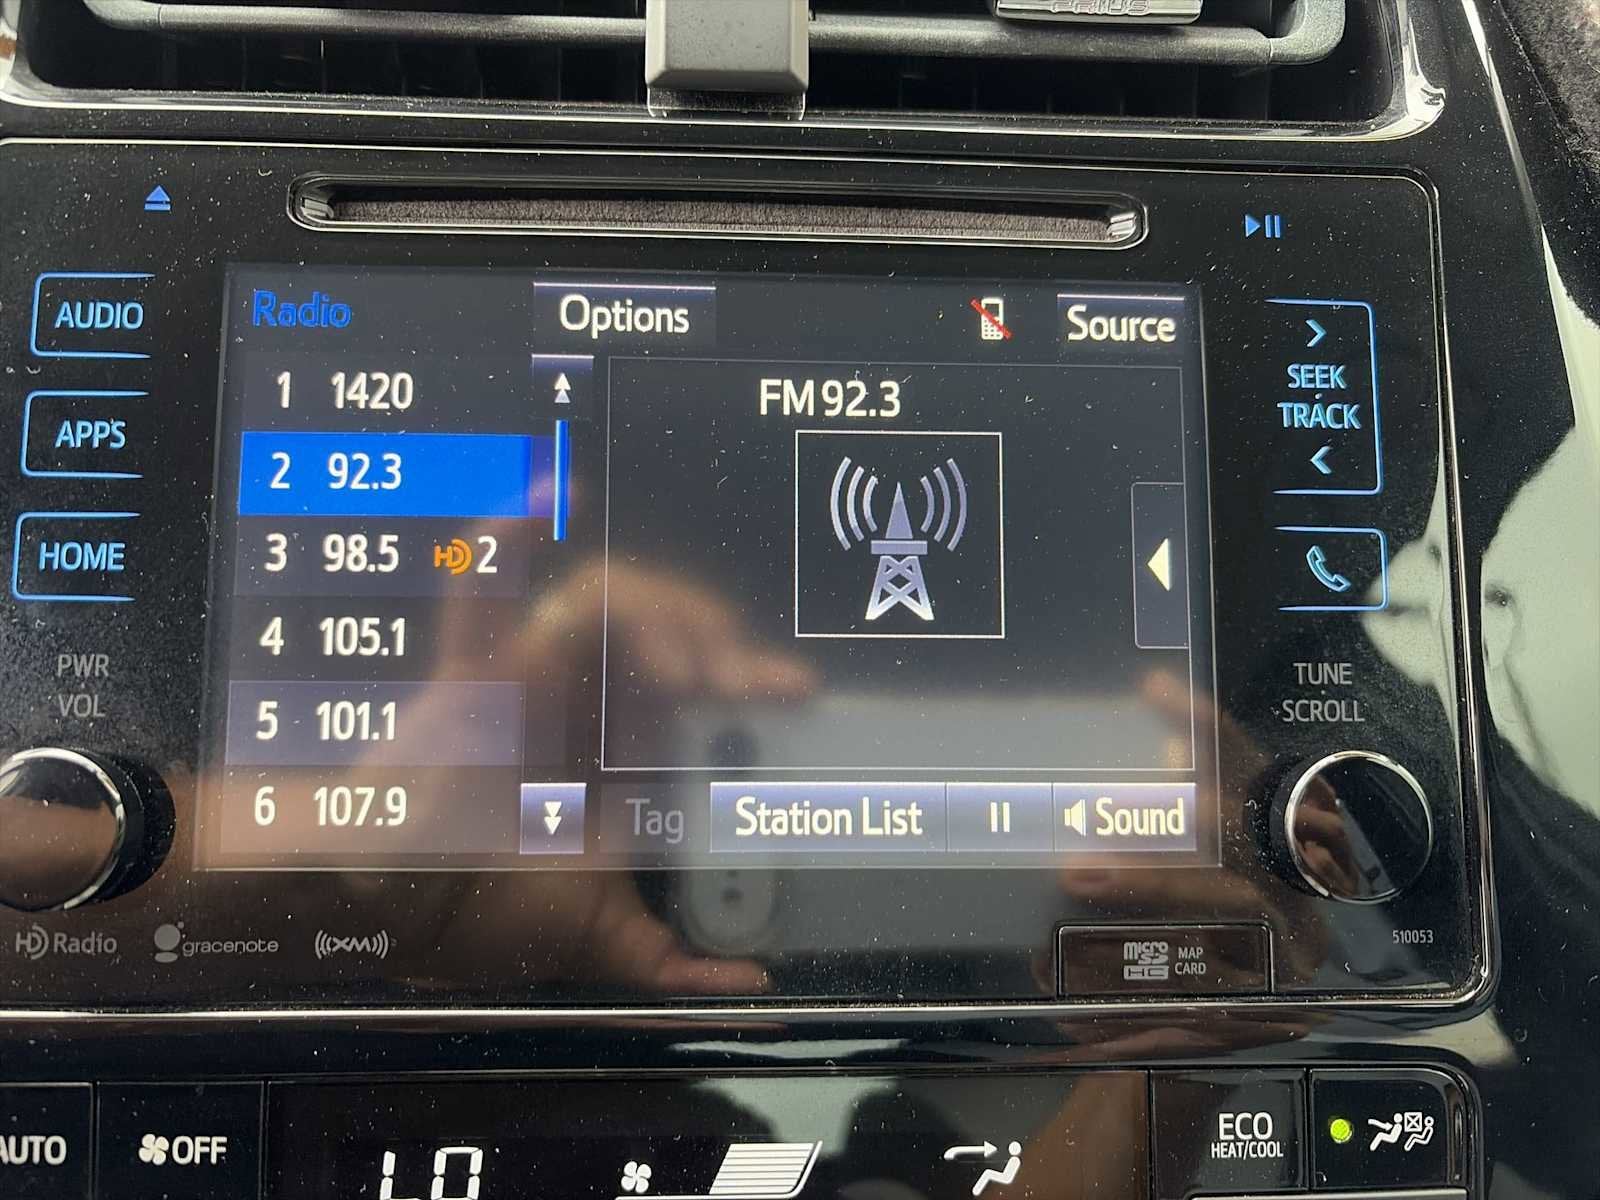 PRIUS
AUDIO
APPS
HOME
PWR
VOL
Radio
Options
Source
1 1420
2 92.3
3 98.5 HD 2
4 105.1
5 101.1
6 107.9
FM 92.3
Tag
Station List
Sound
SEEK
TRACK
TUNE
SCROLL
HD Radio
gracenote
((XM))
micro
SD
HC
MAP
CARD
510053
AUTO
OFF
LO
ECO
HEAT/COOL